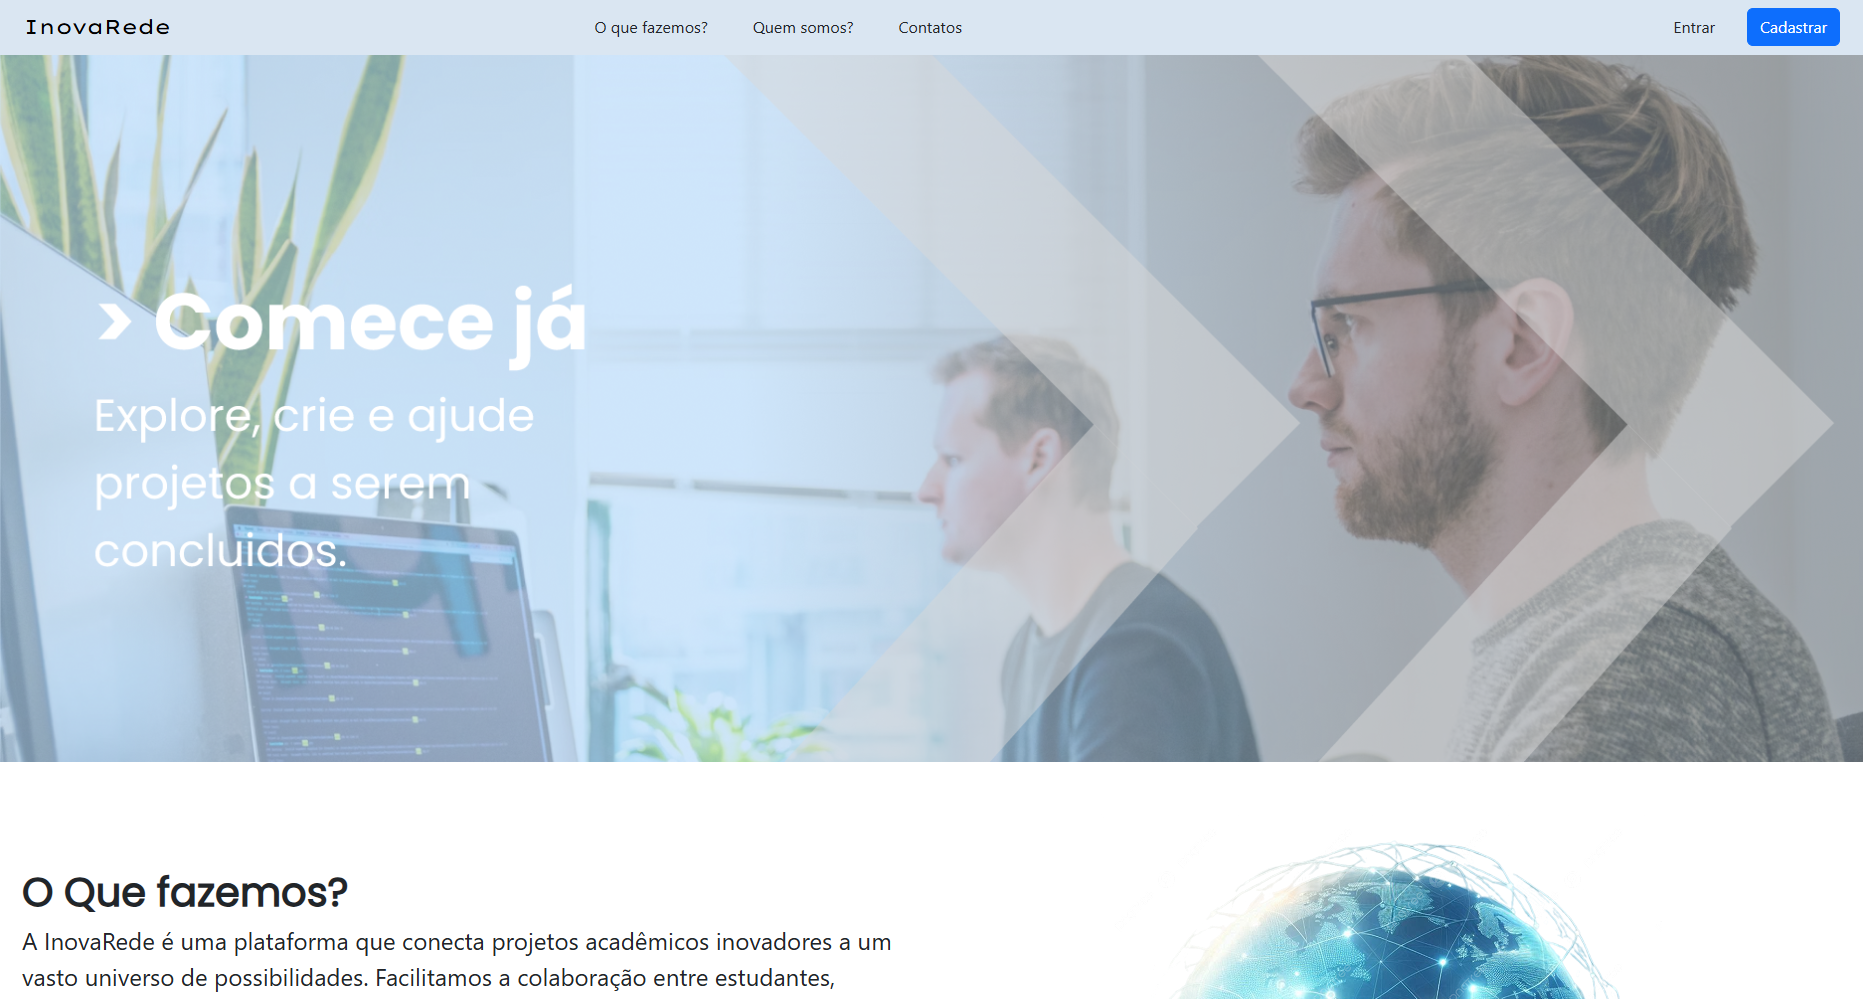 InovaRede
O que fazemos?
Quem somos?
Contatos
Entrar
Cadastrar
> Comece já
Explore, crie e ajude
projetos a serem
concluidos.
O Que fazemos?
A InovaRede é uma plataforma que conecta projetos acadêmicos inovadores a um
vasto universo de possibilidades. Facilitamos a colaboração entre estudantes,